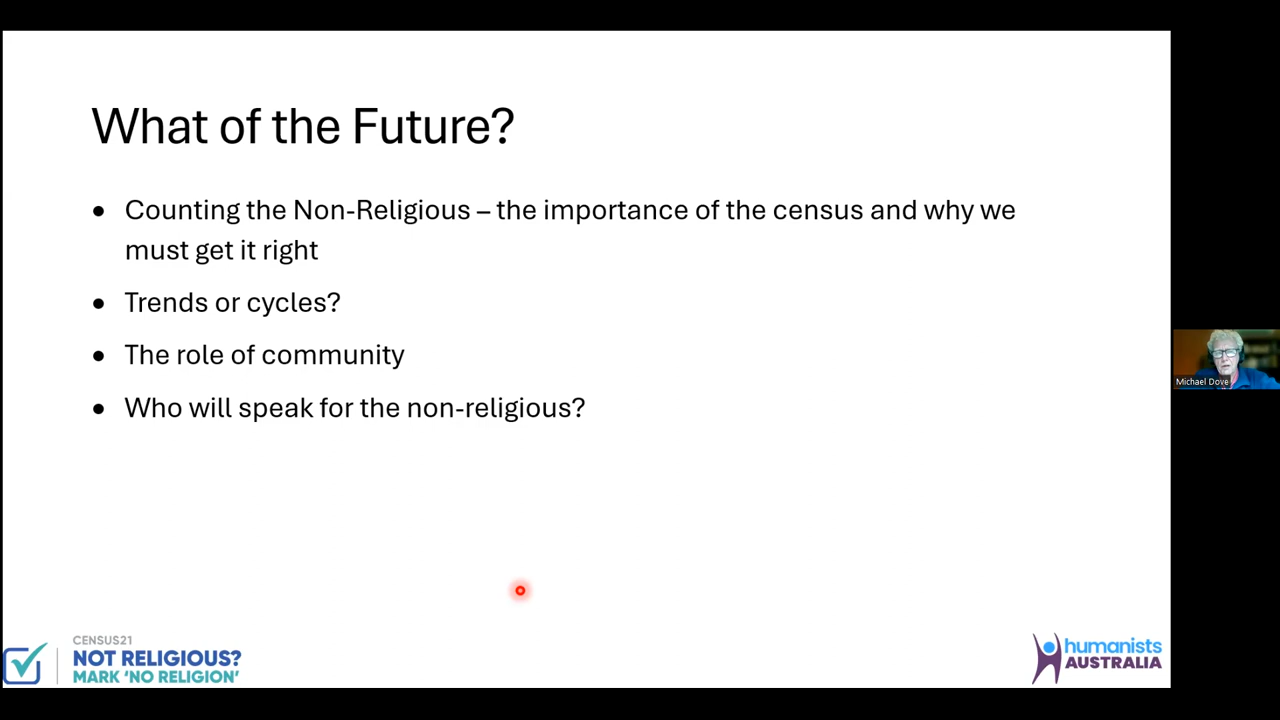 What of the Future?
• Counting the Non-Religious – the importance of the census and why we
must get it right
• Trends or cycles?
• The role of community
• Who will speak for the non-religious?
Michael Dove
CENSUS21
NOT RELIGIOUS?
MARK ‘NO RELIGION’
humanists
AUSTRALIA